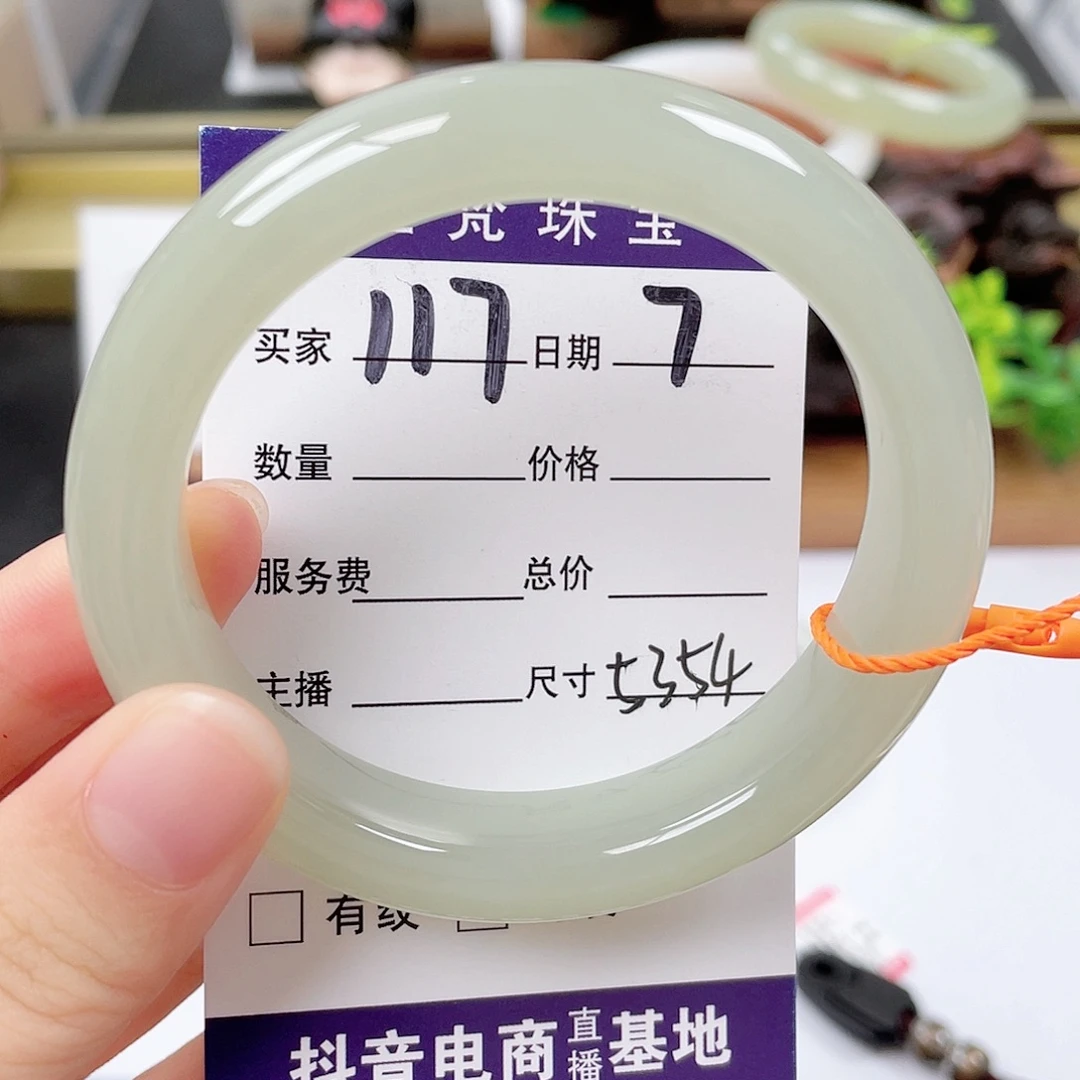 梵珠宝
买家 117 日期 7
数量 价格
服务费 总价
主播 尺寸 5354
有纹
抖音电商直播基地